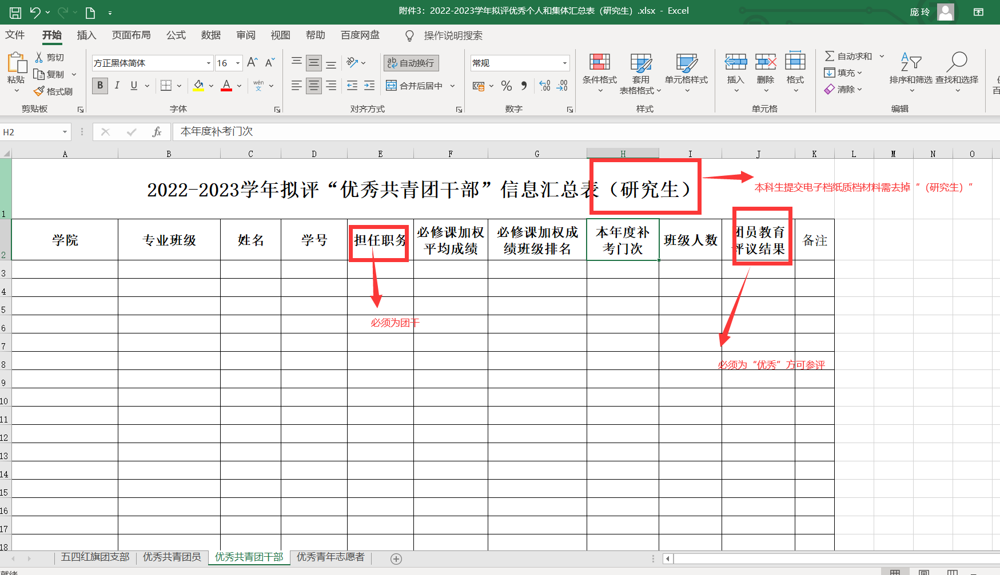 附件3：2022-2023学年拟评优秀个人和集体汇总表（研究生）.xlsx - Excel
庞 玲
文件 开始 插入 页面布局 公式 数据 审阅 视图 帮助 百度网盘 操作说明搜索
粘贴
剪切
复制
格式刷
剪贴板
方正黑体简体 16
B I U
wén
文
字体
自动换行
合并后居中
对齐方式
常规
数字
条件格式
套用
表格格式
单元格样式
样式
插入
删除
格式
单元格
自动求和
填充
清除
排序和筛选
查找和选择
编辑
H2
fx
本年度补考门次
A B C D E F G H I J K L M N O
1
2022-2023学年拟评“优秀共青团干部”信息汇总表（研究生）
本科生提交电子档纸质档材料需去掉“（研究生）”
2
学院
专业班级
姓名
学号
担任职务
必修课加权
平均成绩
必修课加权成
绩班级排名
本年度补
考门次
班级人数
团员教育
评议结果
备注
3
4
5
6
7
8
9
10
11
12
13
14
15
16
17
18
必须为团干
必须为“优秀”方可参评
五四红旗团支部 优秀共青团员 优秀共青团干部 优秀青年志愿者
就绪